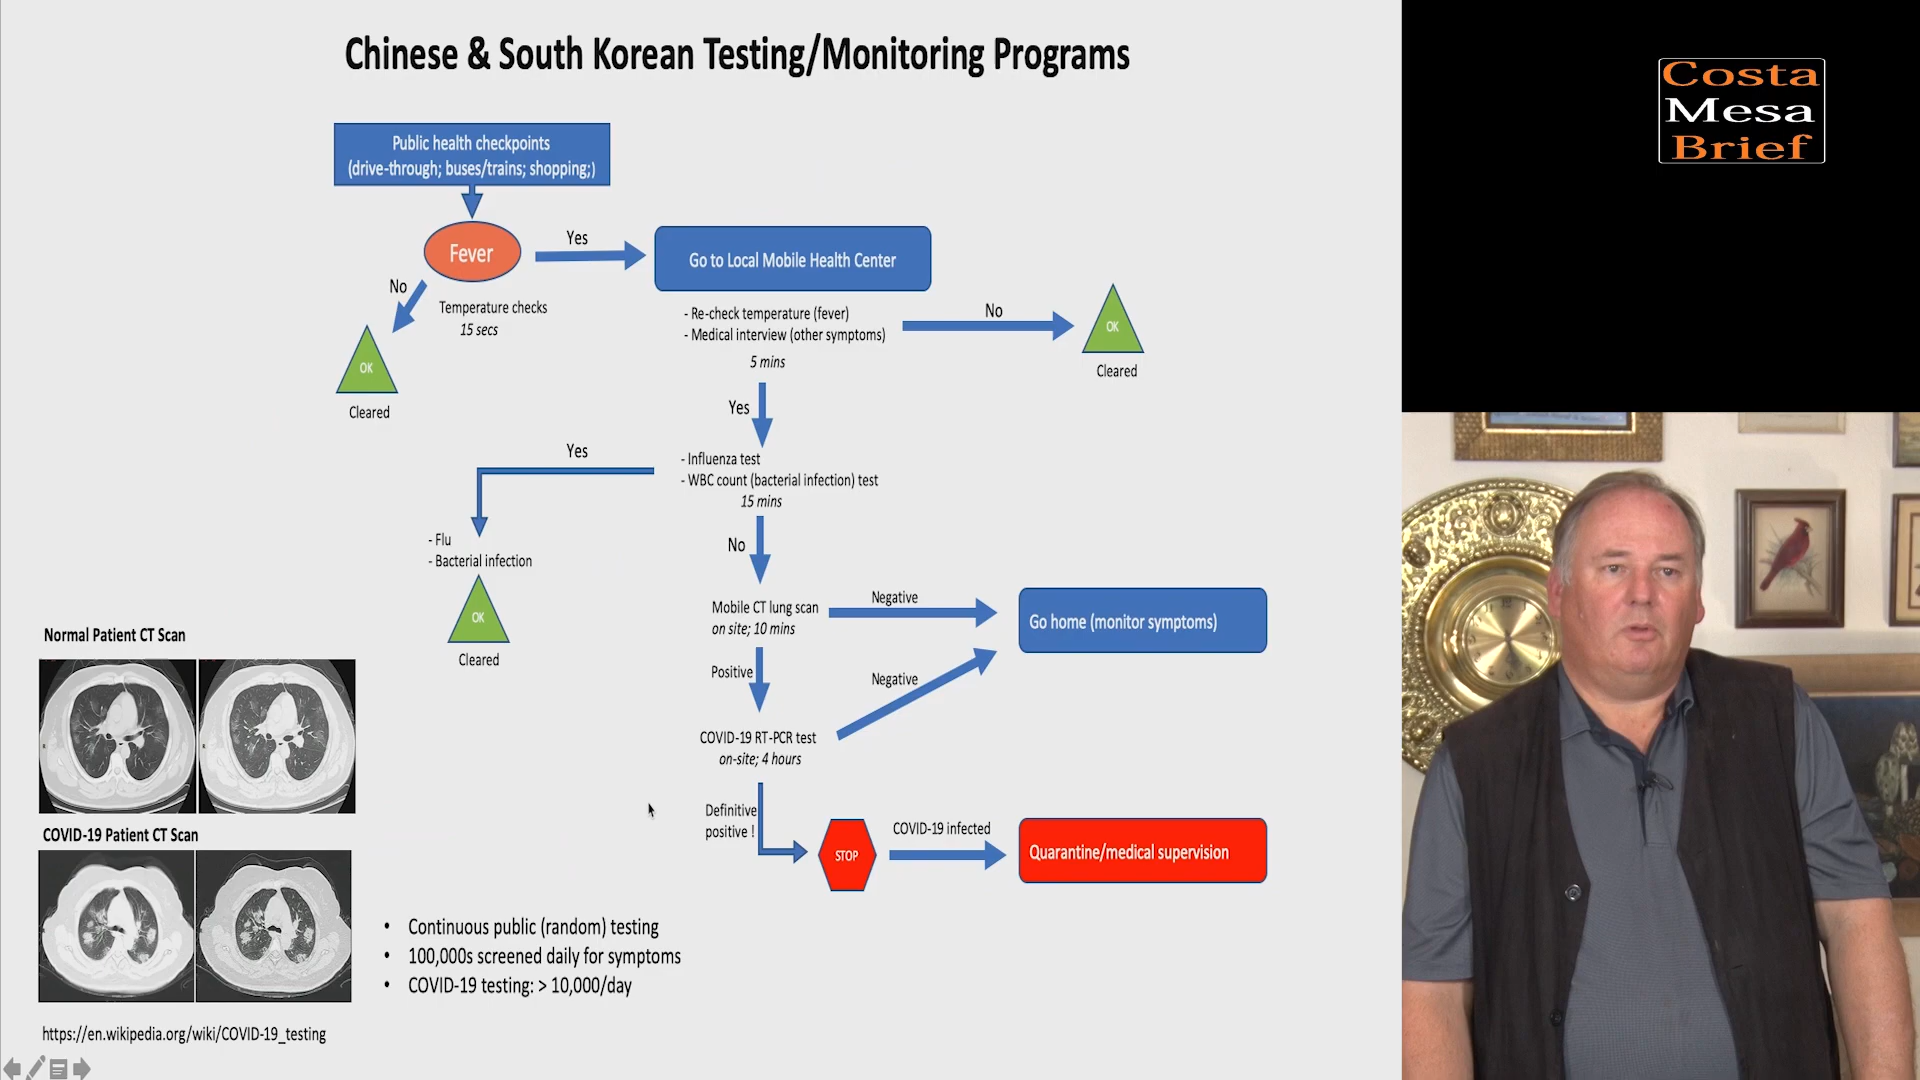 Chinese & South Korean Testing/Monitoring Programs
Costa
Mesa
Brief
Public health checkpoints
(drive-through; buses/trains; shopping;)
Fever
Yes
Go to Local Mobile Health Center
No
Temperature checks
15 secs
OK
Cleared
- Re-check temperature (fever)
- Medical interview (other symptoms)
5 mins
No
OK
Cleared
Yes
- Influenza test
- WBC count (bacterial infection) test
15 mins
Yes
- Flu
- Bacterial infection
OK
Cleared
No
Mobile CT lung scan
on site; 10 mins
Negative
Go home (monitor symptoms)
Positive
Negative
COVID-19 RT-PCR test
on-site; 4 hours
Definitive
positive !
STOP
COVID-19 infected
Quarantine/medical supervision
Normal Patient CT Scan
COVID-19 Patient CT Scan
• Continuous public (random) testing
• 100,000s screened daily for symptoms
• COVID-19 testing: > 10,000/day
https://en.wikipedia.org/wiki/COVID-19_testing